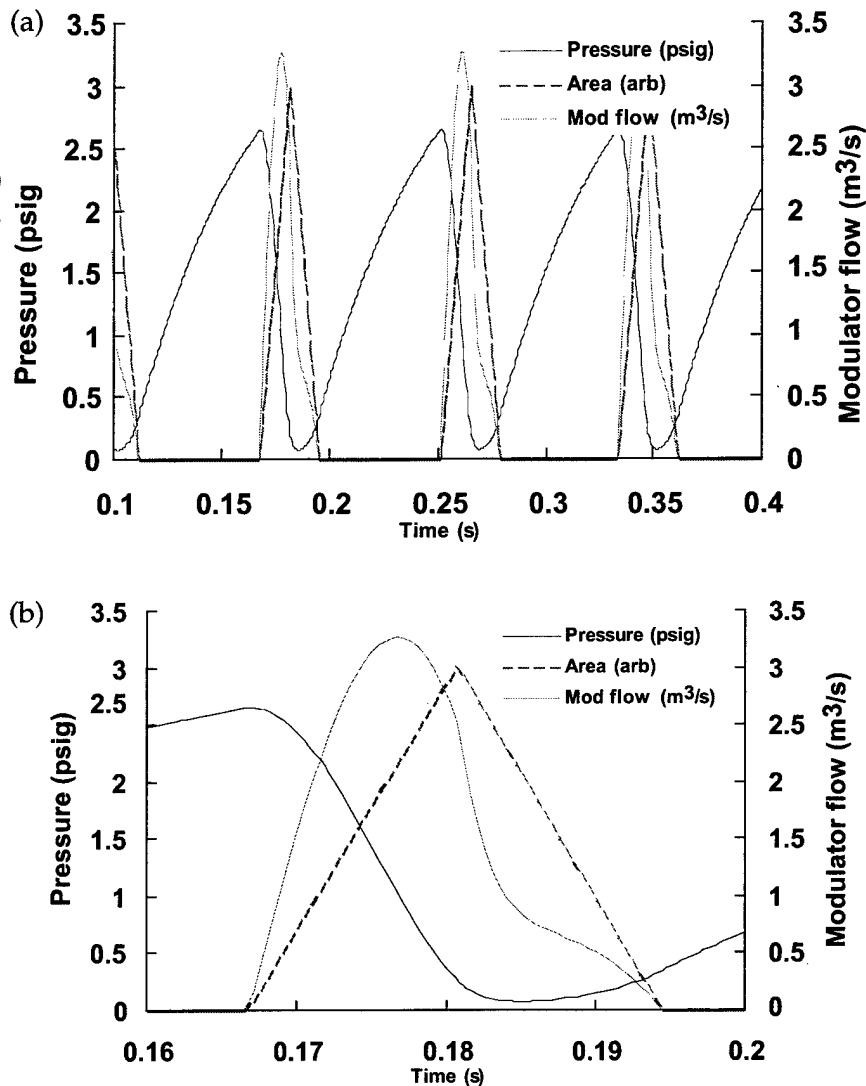 (a)
3.5
3
2.5
2
1.5
1
0.5
0
Pressure (psig
Pressure (psig)
Area (arb)
Mod flow (m³/s)
3.5
3
2.5
2
1.5
1
0.5
0
Modulator flow (m³/s)
0.1 0.15 0.2 0.25 0.3 0.35 0.4
Time (s)
(b)
3.5
3
2.5
2
1.5
1
0.5
0
Pressure (psig)
Pressure (psig)
Area (arb)
Mod flow (m³/s)
3.5
3
2.5
2
1.5
1
0.5
0
Modulator flow (m³/s)
0.16 0.17 0.18 0.19 0.2
Time (s)